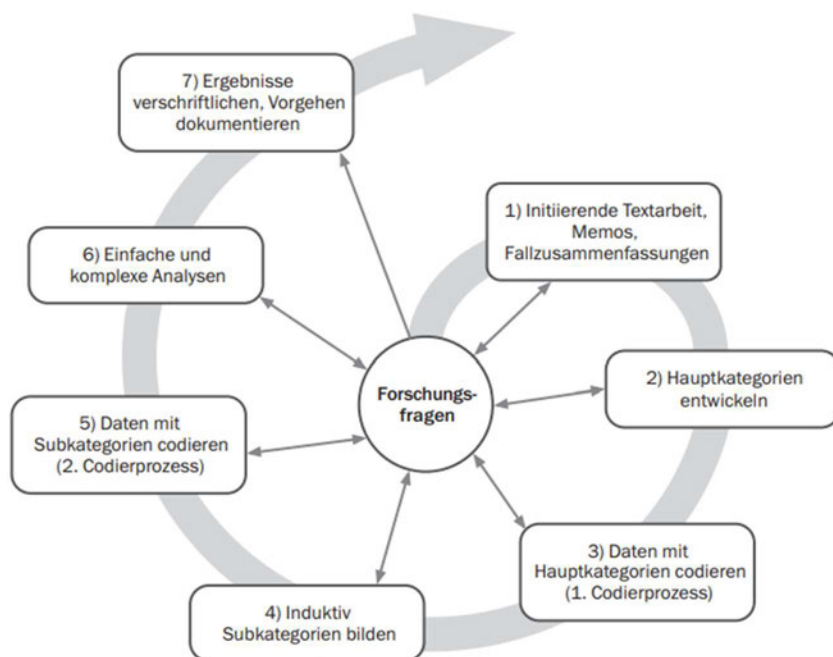 7) Ergebnisse
verschriftlichen, Vorgehen
dokumentieren
1) Initiierende Textarbeit,
Memos,
Fallzusammenfassungen
6) Einfache und
komplexe Analysen
2) Hauptkategorien
entwickeln
Forschungs-
fragen
5) Daten mit
Subkategorien codieren
(2. Codierprozess)
3) Daten mit
Hauptkategorien codieren
(1. Codierprozess)
4) Induktiv
Subkategorien bilden